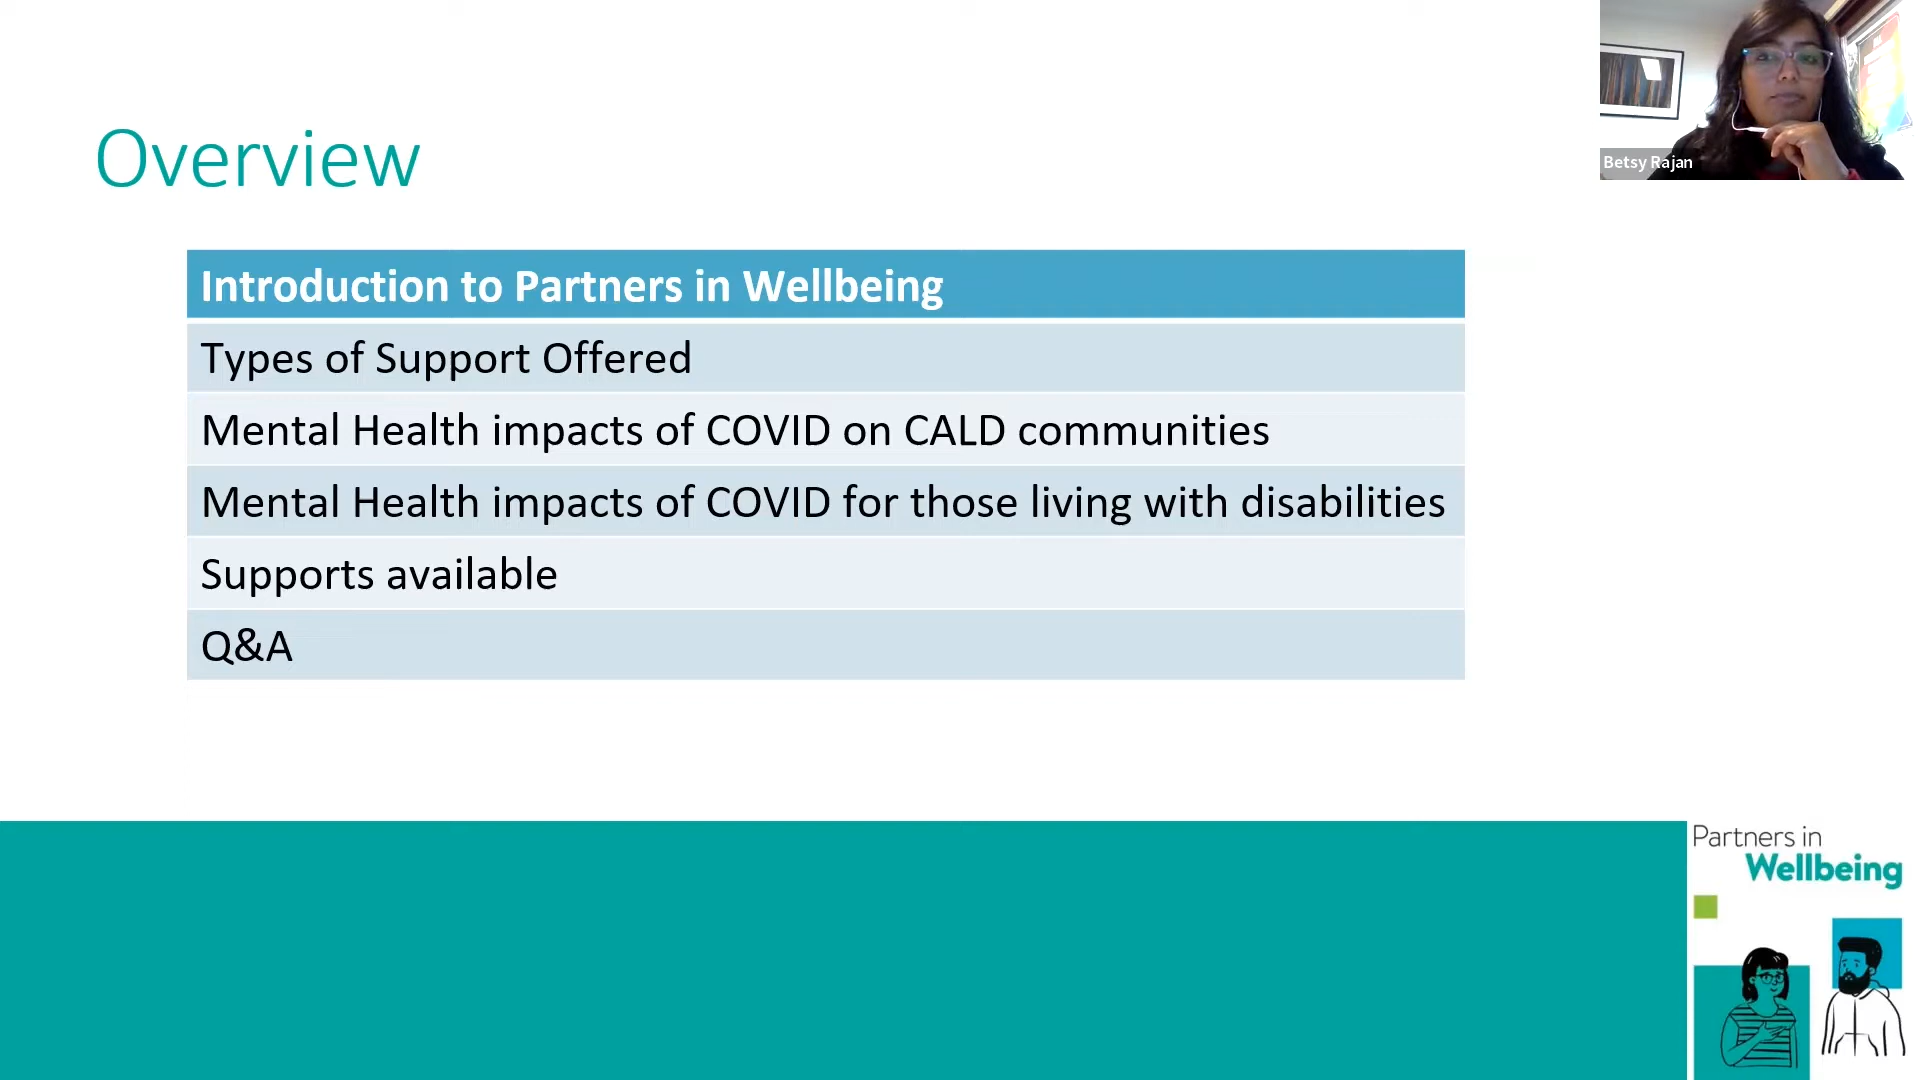 Overview
Betsy Rajan
Introduction to Partners in Wellbeing
Types of Support Offered
Mental Health impacts of COVID on CALD communities
Mental Health impacts of COVID for those living with disabilities
Supports available
Q&A
Partners in
Wellbeing